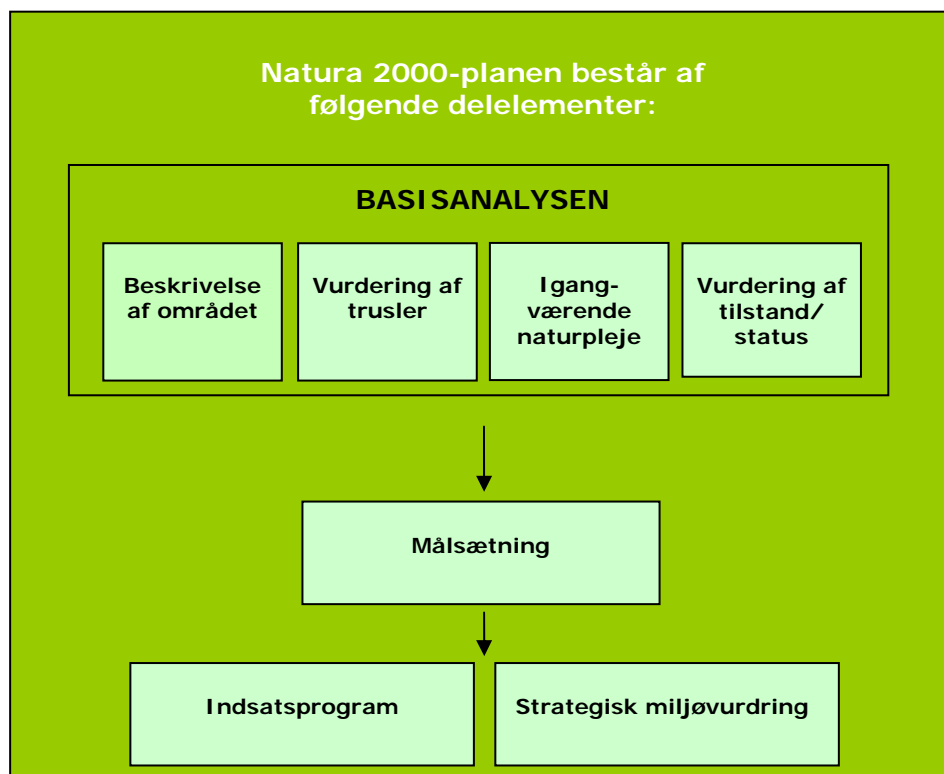 Natura 2000-planen består af
følgende delelementer:
BASISANALYSEN
Beskrivelse
af området
Vurdering af
trusler
Igang-
værende
naturpleje
Vurdering af
tilstand/
status
Målsætning
Indsatsprogram
Strategisk miljøvurdring